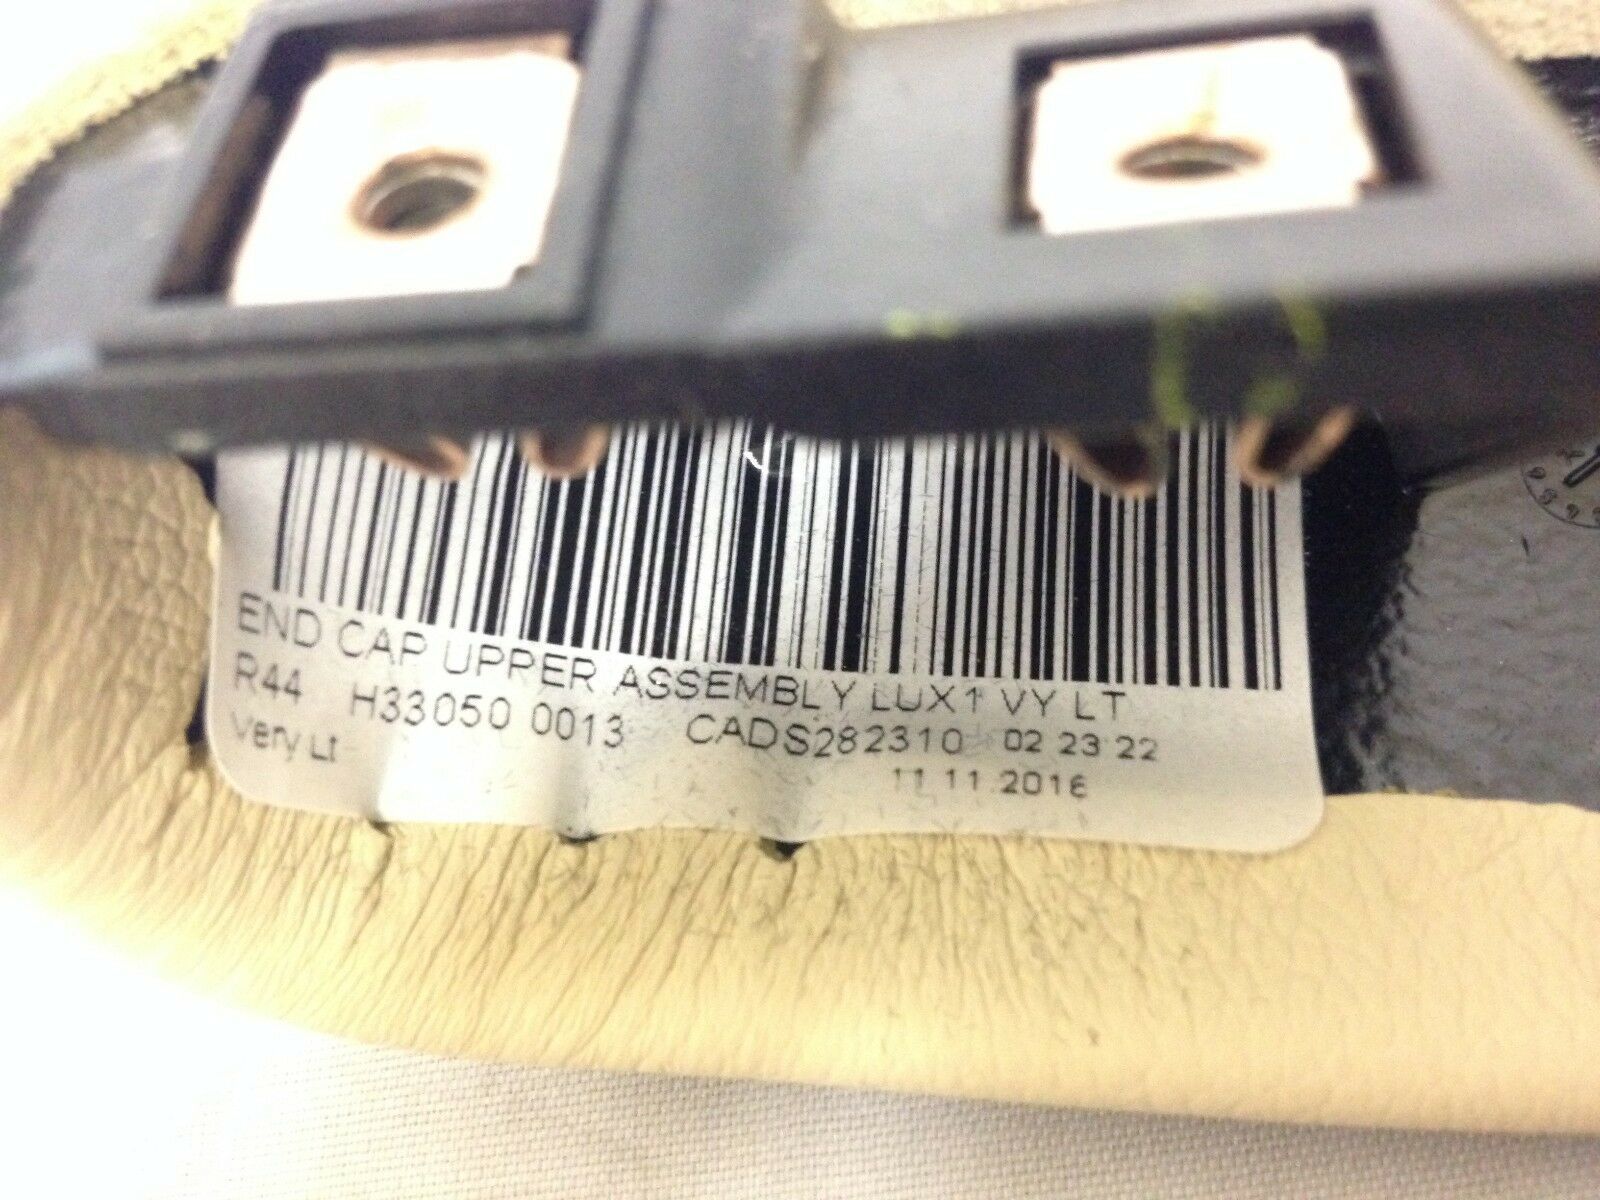 END CAP UPPER ASSEMBLY LUX1 VY LT
R44 H33050 0013 CADS282310 02 23 22
Very Lt 11.11.2016